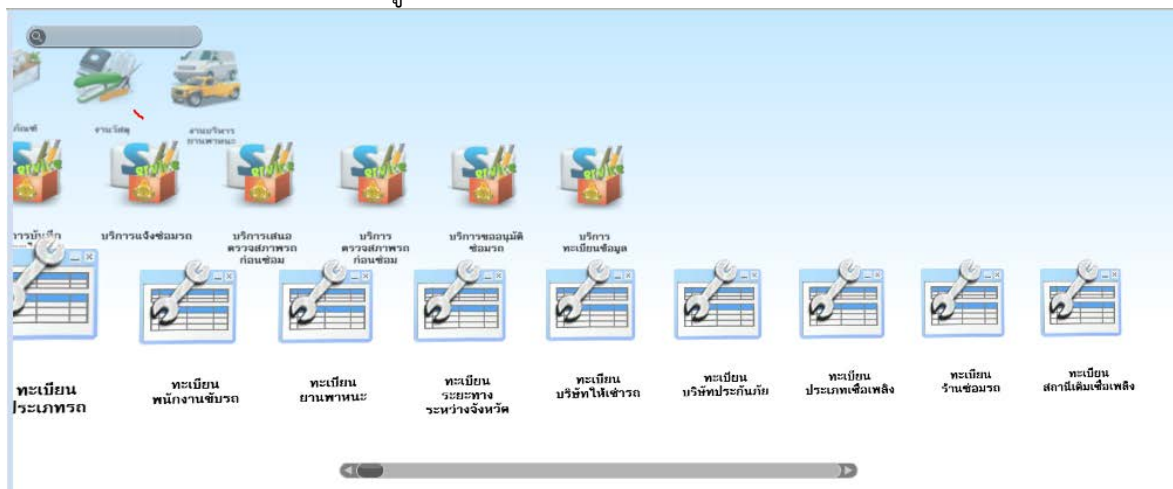 งานวัสดุ
งานบริหาร
ยานพาหนะ
บริการแจ้งซ่อมรถ
บริการเสนอ
ตรวจสภาพรถ
ก่อนซ่อม
บริการ
ตรวจสภาพรถ
ก่อนซ่อม
บริการขออนุมัติ
ซ่อมรถ
บริการ
ทะเบียนข้อมูล
ทะเบียน
ประเภทรถ
ทะเบียน
พนักงานขับรถ
ทะเบียน
ยานพาหนะ
ทะเบียน
ระยะทาง
ระหว่างจังหวัด
ทะเบียน
บริษัทให้เช่ารถ
ทะเบียน
บริษัทประกันภัย
ทะเบียน
ประเภทเชื้อเพลิง
ทะเบียน
ร้านซ่อมรถ
ทะเบียน
สถานีเติมเชื้อเพลิง